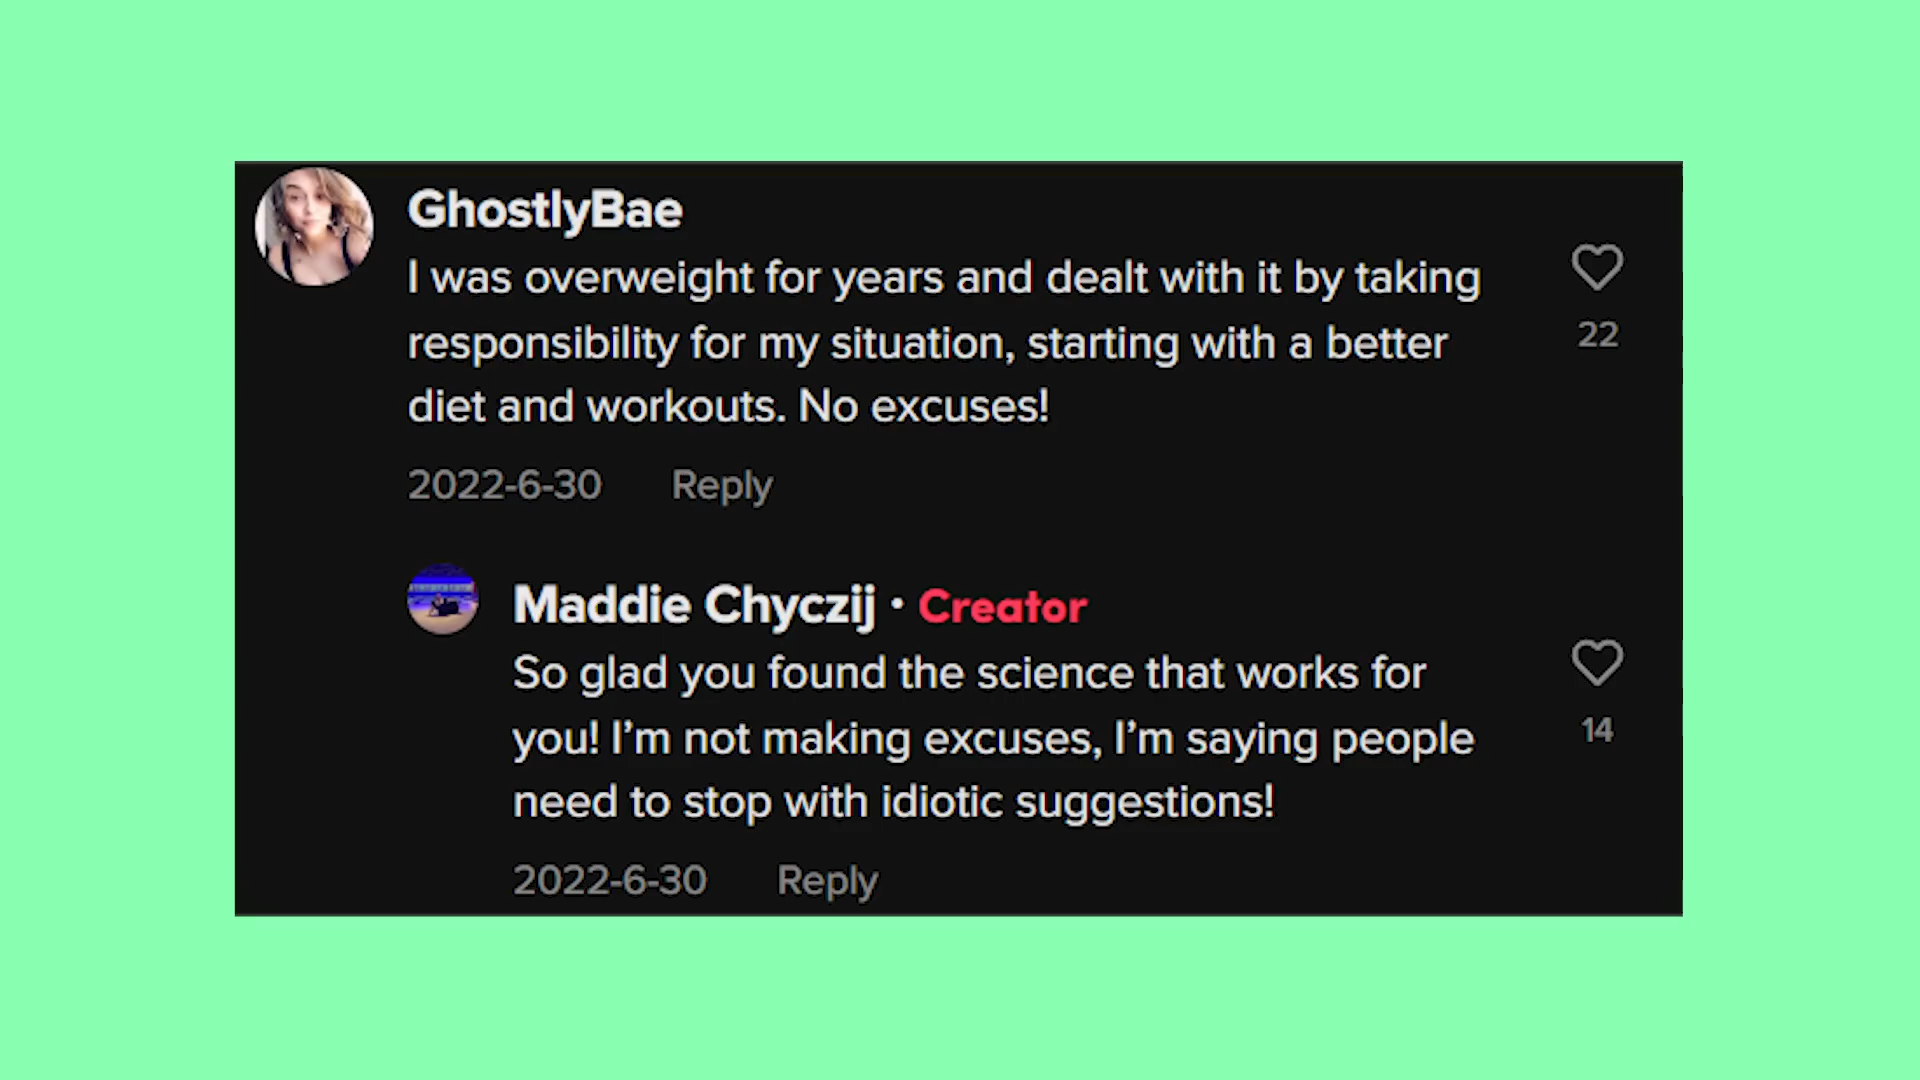 GhostlyBae
I was overweight for years and dealt with it by taking
responsibility for my situation, starting with a better
diet and workouts. No excuses!
22
2022-6-30 Reply
Maddie Chyczij · Creator
So glad you found the science that works for
you! I’m not making excuses, I’m saying people
need to stop with idiotic suggestions!
14
2022-6-30 Reply